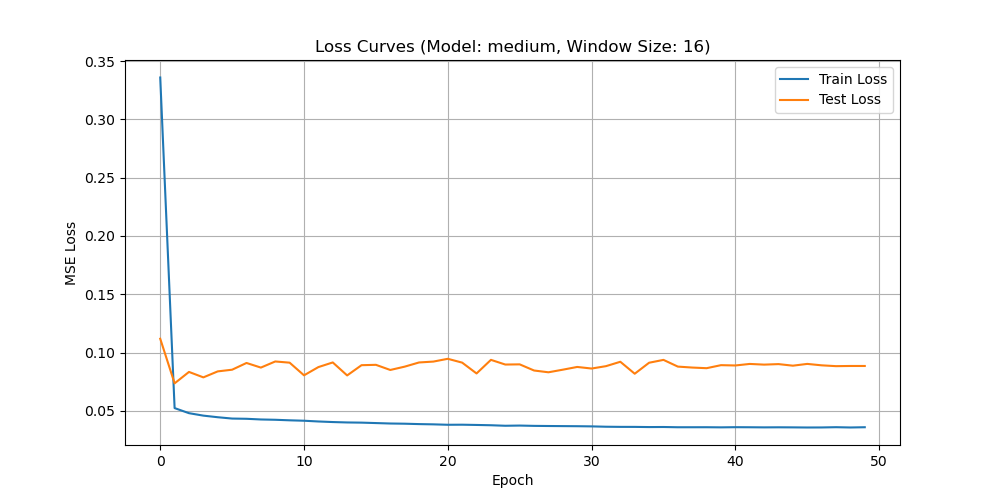 Loss Curves (Model: medium, Window Size: 16)
Train Loss
Test Loss
MSE Loss
0.35
0.30
0.25
0.20
0.15
0.10
0.05
0 10 20 30 40 50
Epoch